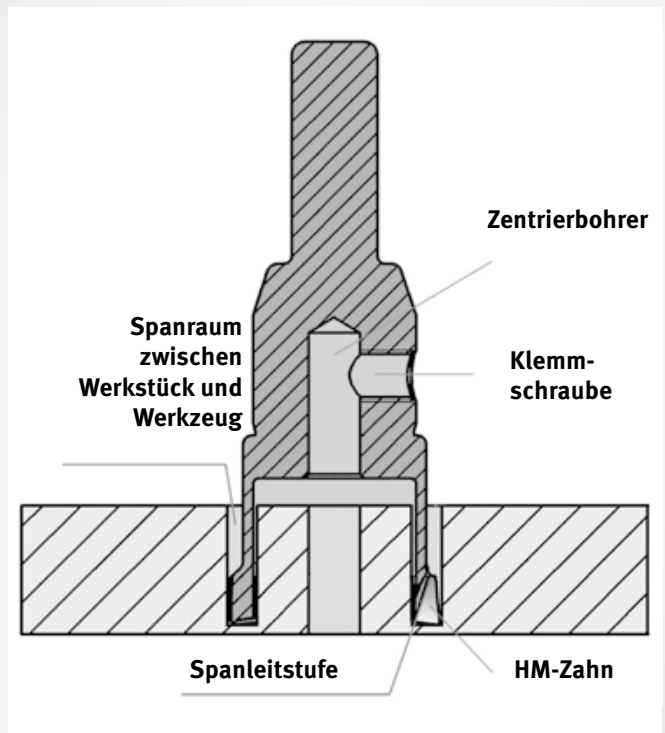 Zentrierbohrer
Spanraum
zwischen
Werkstück und
Werkzeug
Klemm-
schraube
Spanleitstufe
HM-Zahn